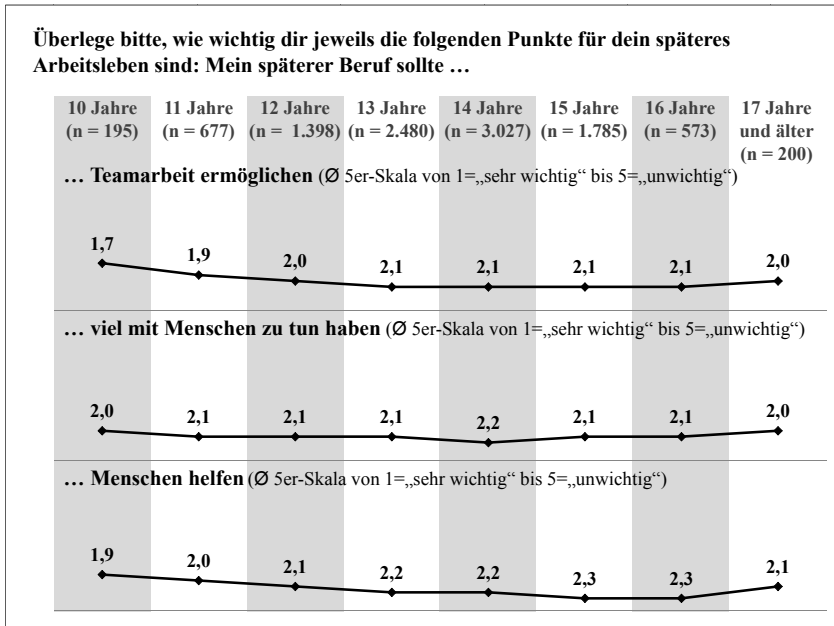 Überlege bitte, wie wichtig dir jeweils die folgenden Punkte für dein späteres
Arbeitsleben sind: Mein späterer Beruf sollte …
10 Jahre 11 Jahre 12 Jahre 13 Jahre 14 Jahre 15 Jahre 16 Jahre 17 Jahre
(n = 195) (n = 677) (n = 1.398) (n = 2.480) (n = 3.027) (n = 1.785) (n = 573) und älter
(n = 200)
… Teamarbeit ermöglichen (Ø 5er-Skala von 1=„sehr wichtig“ bis 5=„unwichtig“)
1,7 1,9 2,0 2,1 2,1 2,1 2,1 2,0
… viel mit Menschen zu tun haben (Ø 5er-Skala von 1=„sehr wichtig“ bis 5=„unwichtig“)
2,0 2,1 2,1 2,1 2,2 2,1 2,1 2,0
… Menschen helfen (Ø 5er-Skala von 1=„sehr wichtig“ bis 5=„unwichtig“)
1,9 2,0 2,1 2,2 2,2 2,3 2,3 2,1